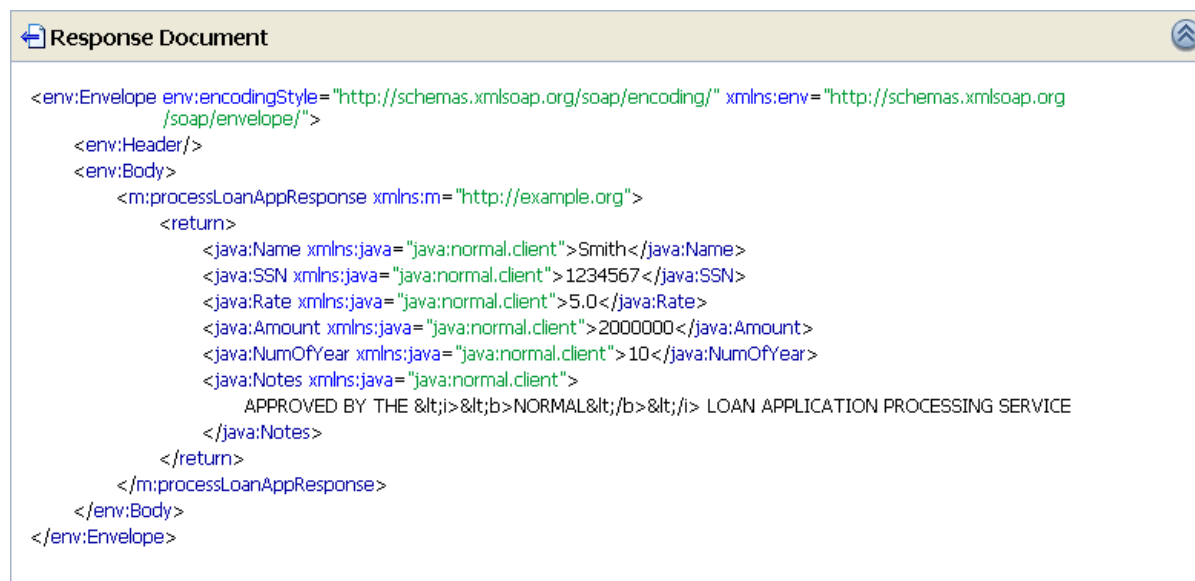 Response Document
<env:Envelope env:encodingStyle="http://schemas.xmlsoap.org/soap/encoding/" xmlns:env="http://schemas.xmlsoap.org
/soap/envelope/">
<env:Header/>
<env:Body>
<m:processLoanAppResponse xmlns:m="http://example.org">
<return>
<java:Name xmlns:java="java:normal.client">Smith</java:Name>
<java:SSN xmlns:java="java:normal.client">1234567</java:SSN>
<java:Rate xmlns:java="java:normal.client">5.0</java:Rate>
<java:Amount xmlns:java="java:normal.client">2000000</java:Amount>
<java:NumOfYear xmlns:java="java:normal.client">10</java:NumOfYear>
<java:Notes xmlns:java="java:normal.client">
APPROVED BY THE &lt;i>&lt;b>NORMAL&lt;/b>&lt;/i> LOAN APPLICATION PROCESSING SERVICE
</java:Notes>
</return>
</m:processLoanAppResponse>
</env:Body>
</env:Envelope>